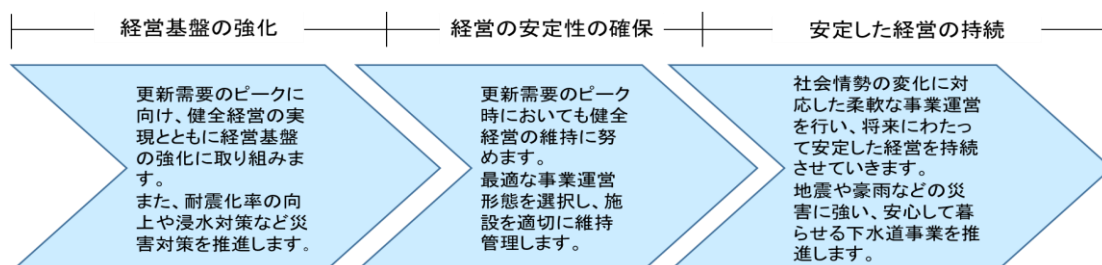 経営基盤の強化
経営の安定性の確保
安定した経営の持続
更新需要のピークに
向け、健全経営の実
現とともに経営基盤
の強化に取り組みま
す。
また、耐震化率の向
上や浸水対策など災
害対策を推進します。
更新需要のピーク
時においても健全
経営の維持に努
めます。
最適な事業運営
形態を選択し、施
設を適切に維持
管理します。
社会情勢の変化に対
応した柔軟な事業運営
を行い、将来にわたっ
て安定した経営を持続
させていきます。
地震や豪雨などの災
害に強い、安心して暮
らせる下水道事業を推
進します。